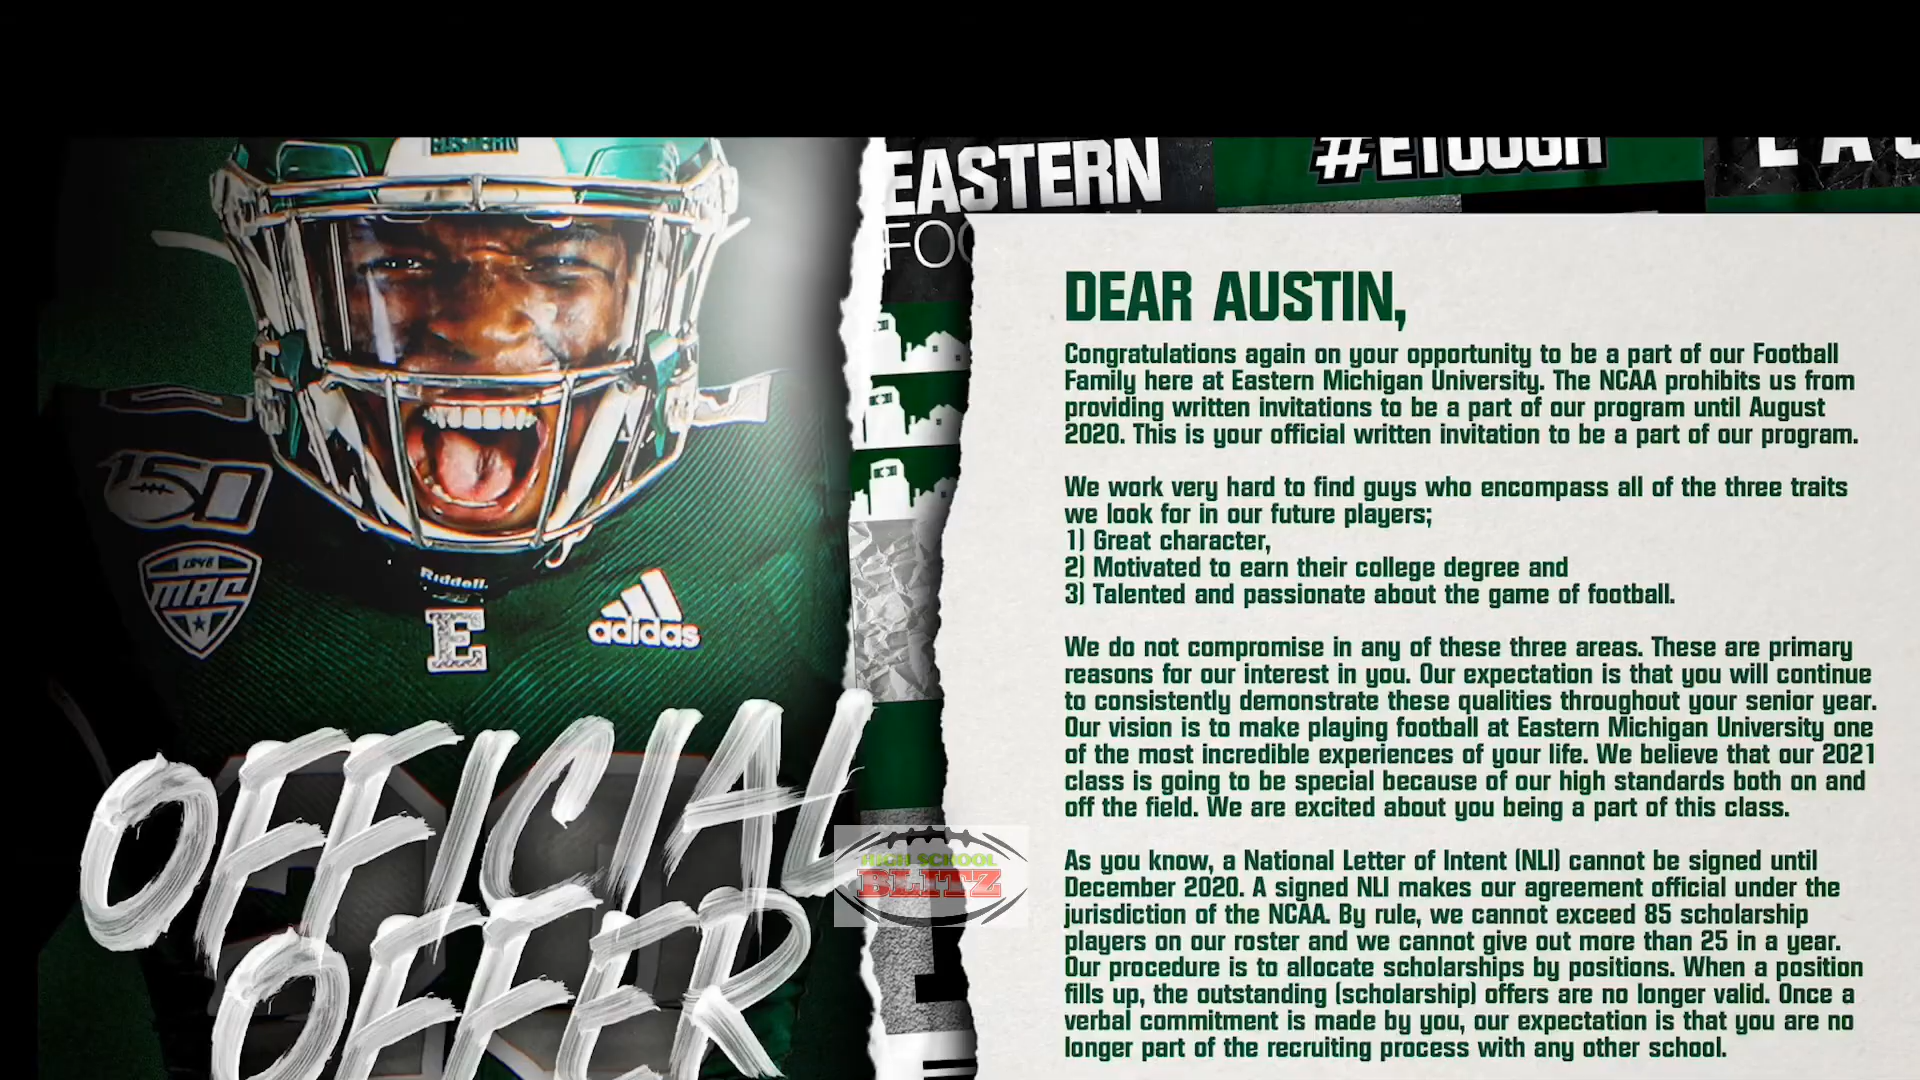 EASTERN
EASTERN
#ETOUGH
150
1846
MAC
Riddell.
E
adidas
OFFICIAL
OFFER
HIGH SCHOOL
BLITZ
DEAR AUSTIN,
Congratulations again on your opportunity to be a part of our Football
Family here at Eastern Michigan University. The NCAA prohibits us from
providing written invitations to be a part of our program until August
2020. This is your official written invitation to be a part of our program.
We work very hard to find guys who encompass all of the three traits
we look for in our future players;
1) Great character,
2) Motivated to earn their college degree and
3) Talented and passionate about the game of football.
We do not compromise in any of these three areas. These are primary
reasons for our interest in you. Our expectation is that you will continue
to consistently demonstrate these qualities throughout your senior year.
Our vision is to make playing football at Eastern Michigan University one
of the most incredible experiences of your life. We believe that our 2021
class is going to be special because of our high standards both on and
off the field. We are excited about you being a part of this class.
As you know, a National Letter of Intent (NLI) cannot be signed until
December 2020. A signed NLI makes our agreement official under the
jurisdiction of the NCAA. By rule, we cannot exceed 85 scholarship
players on our roster and we cannot give out more than 25 in a year.
Our procedure is to allocate scholarships by positions. When a position
fills up, the outstanding (scholarship) offers are no longer valid. Once a
verbal commitment is made by you, our expectation is that you are no
longer part of the recruiting process with any other school.